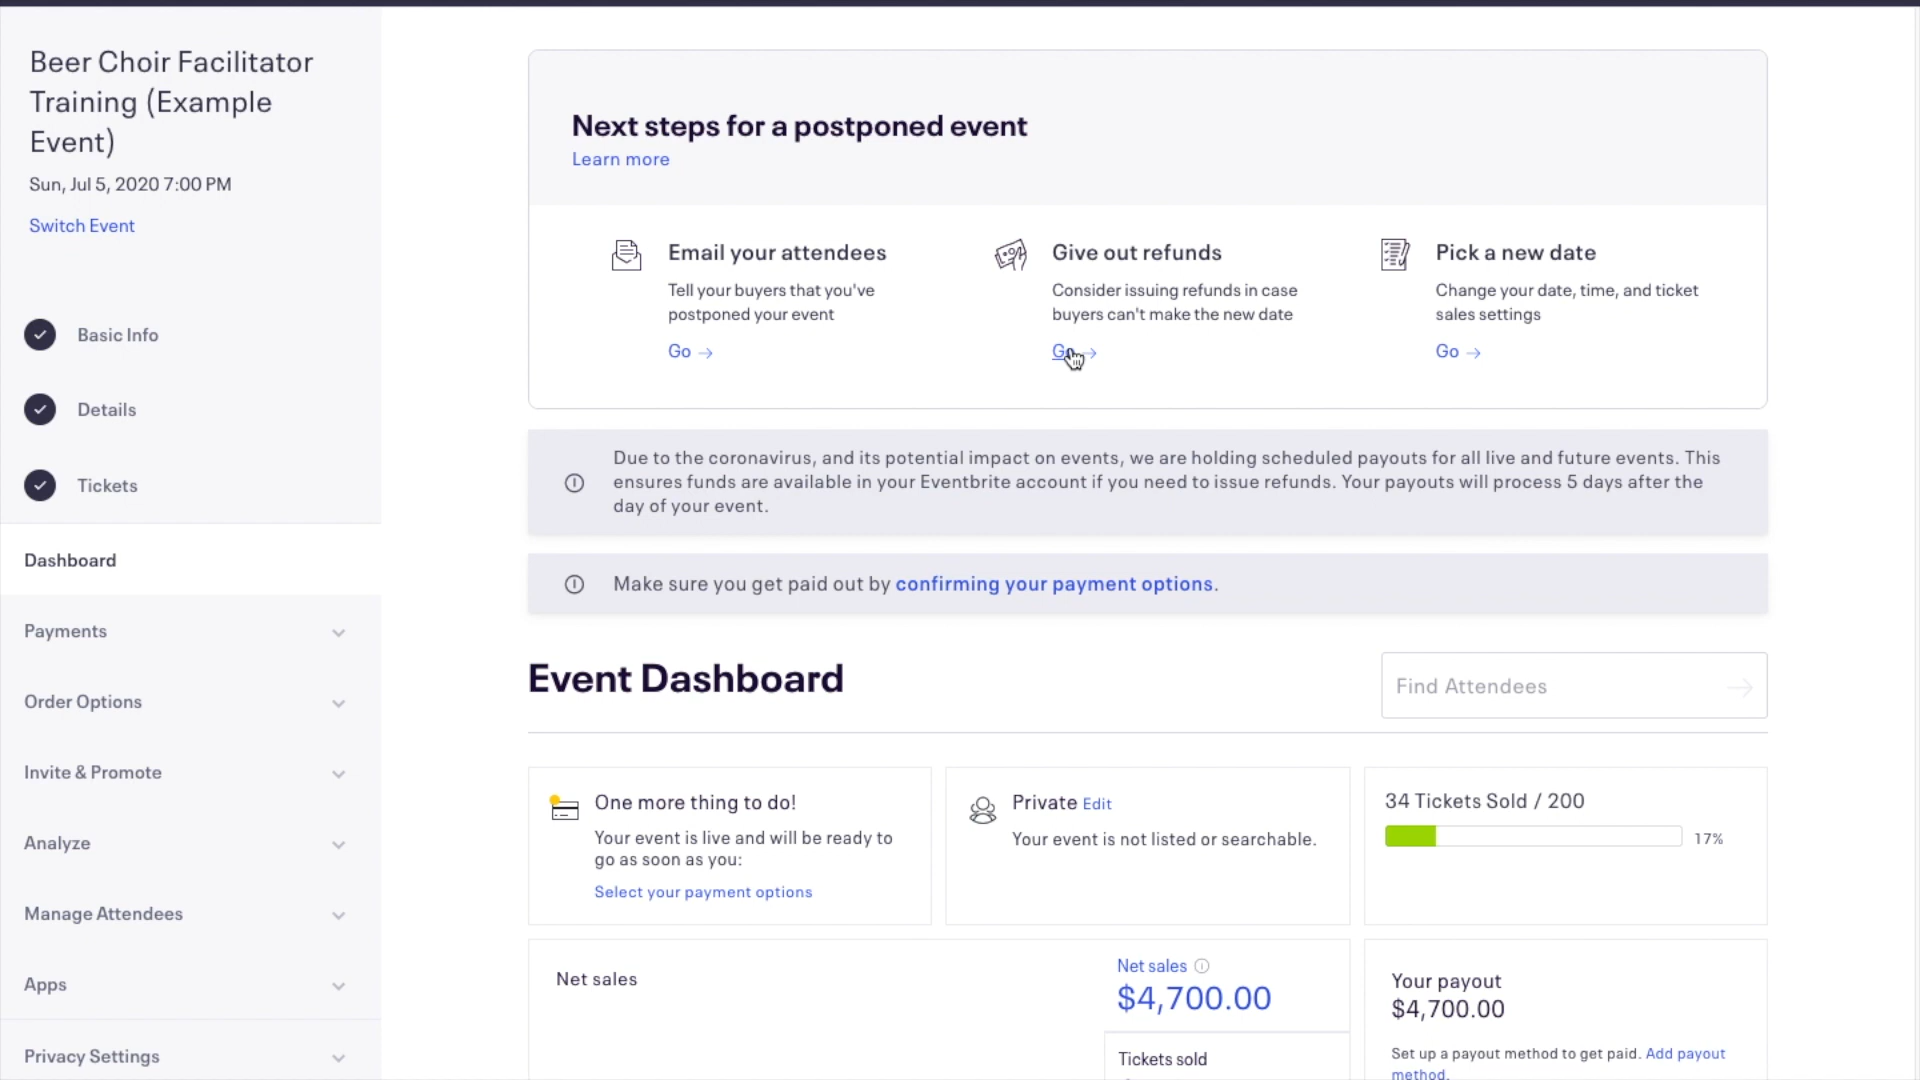 Beer Choir Facilitator
Training (Example
Event)
Sun, Jul 5, 2020 7:00 PM
Switch Event
Basic Info
Details
Tickets
Dashboard
Payments
Order Options
Invite & Promote
Analyze
Manage Attendees
Apps
Privacy Settings
Next steps for a postponed event
Learn more
Email your attendees
Tell your buyers that you've
postponed your event
Go →
Give out refunds
Consider issuing refunds in case
buyers can't make the new date
Go →
Pick a new date
Change your date, time, and ticket
sales settings
Go →
Due to the coronavirus, and its potential impact on events, we are holding scheduled payouts for all live and future events. This
ensures funds are available in your Eventbrite account if you need to issue refunds. Your payouts will process 5 days after the
day of your event.
Make sure you get paid out by confirming your payment options.
Event Dashboard
Find Attendees
One more thing to do!
Your event is live and will be ready to
go as soon as you:
Select your payment options
Private Edit
Your event is not listed or searchable.
34 Tickets Sold / 200
17%
Net sales
Net sales
$4,700.00
Tickets sold
Your payout
$4,700.00
Set up a payout method to get paid. Add payout
method.